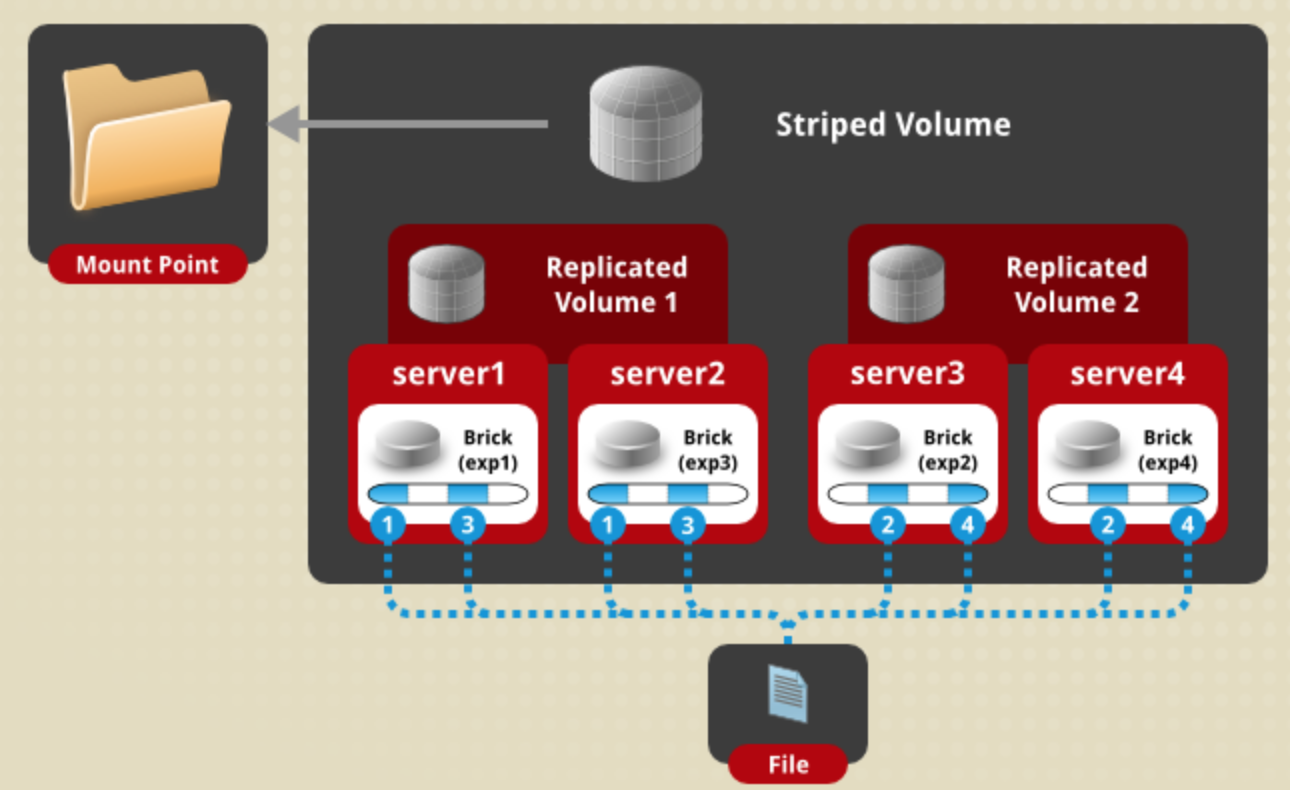 Striped Volume
Mount Point
Replicated
Volume 1
Replicated
Volume 2
server1
server2
server3
server4
Brick
(exp1)
Brick
(exp3)
Brick
(exp2)
Brick
(exp4)
1
3
1
3
2
4
2
4
File